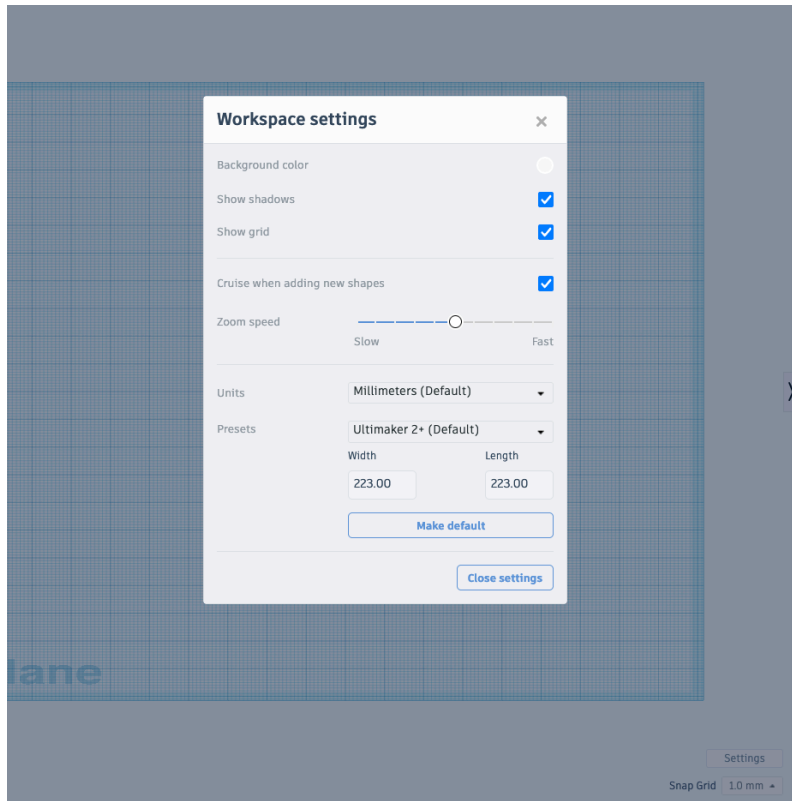 Workspace settings
Background color
Show shadows
Show grid
Cruise when adding new shapes
Zoom speed
Slow Fast
Units Millimeters (Default)
Presets Ultimaker 2+ (Default)
Width Length
223.00 223.00
Make default
Close settings
lane
Settings
Snap Grid 1.0 mm